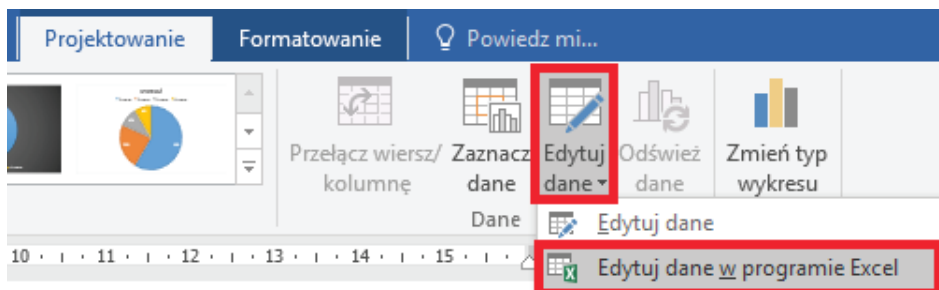 Projektowanie Formatowanie Powiedz mi...
Przełącz wiersz/ kolumnę
Zaznacz dane
Edytuj dane
Odśwież dane
Zmień typ wykresu
Dane
Edytuj dane
Edytuj dane w programie Excel
10 11 12 13 14 15